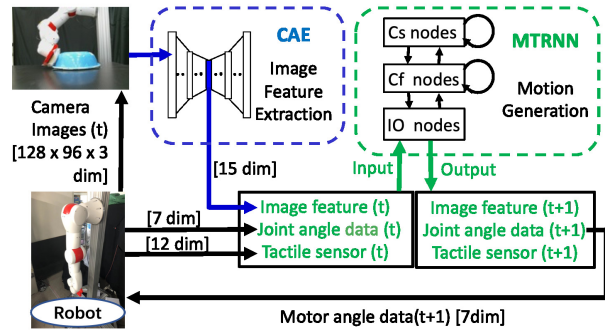 CAE
Image
Feature
Extraction
Cs nodes
Cf nodes
IO nodes
MTRNN
Motion
Generation
Camera
Images (t)
[128 x 96 x 3
dim]
[15 dim]
Input
Output
[7 dim]
[12 dim]
Image feature (t)
Joint angle data (t)
Tactile sensor (t)
Image feature (t+1)
Joint angle data(t+1)
Tactile sensor (t+1)
Robot
Motor angle data(t+1) [7dim]